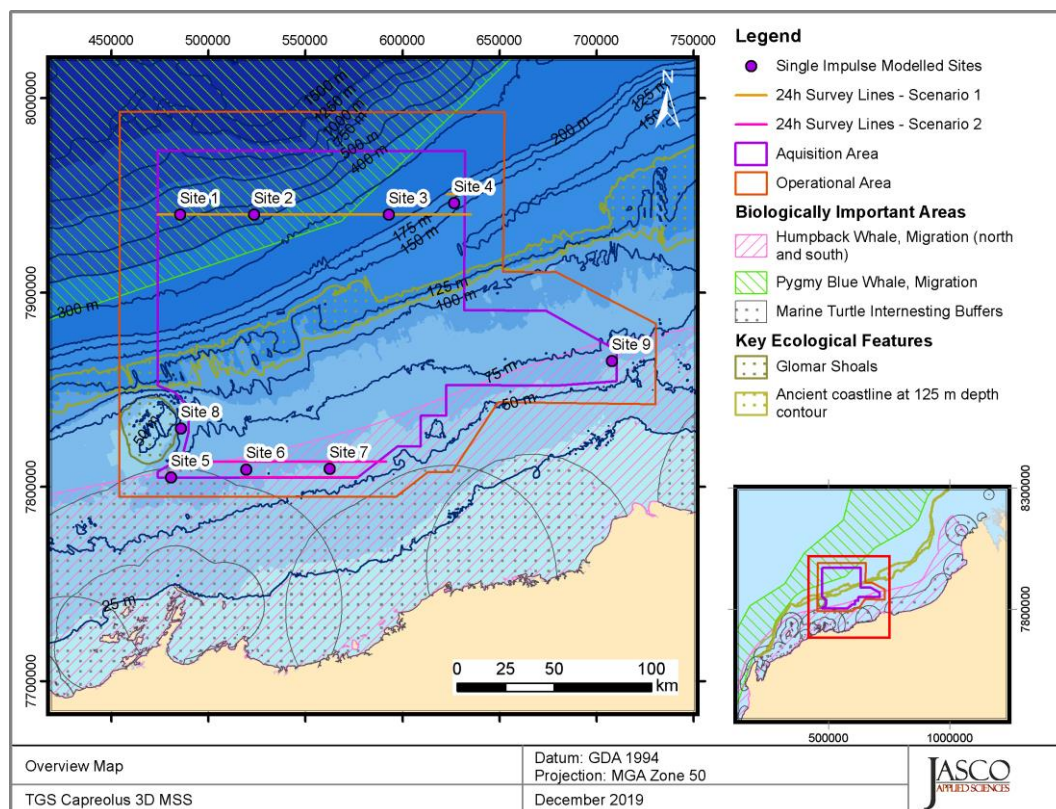 450000 500000 550000 600000 650000 700000 750000
8000000
7900000
7800000
7700000
1500 m
1250 m
1000 m
500 m
400 m
300 m
200 m
175 m
150 m
125 m
150 m
125 m
100 m
75 m
50 m
50 m
25 m
N
Site 1
Site 2
Site 3
Site 4
Site 9
Site 8
Site 5
Site 6
Site 7
0 25 50 100
km
Legend
Single Impulse Modelled Sites
24h Survey Lines - Scenario 1
24h Survey Lines - Scenario 2
Aquisition Area
Operational Area
Biologically Important Areas
Humpback Whale, Migration (north
and south)
Pygmy Blue Whale, Migration
Marine Turtle Internesting Buffers
Key Ecological Features
Glomar Shoals
Ancient coastline at 125 m depth
contour
8300000
7800000
500000 1000000
Overview Map
TGS Capreolus 3D MSS
Datum: GDA 1994
Projection: MGA Zone 50
December 2019
JASCO
APPLIED SCIENCES